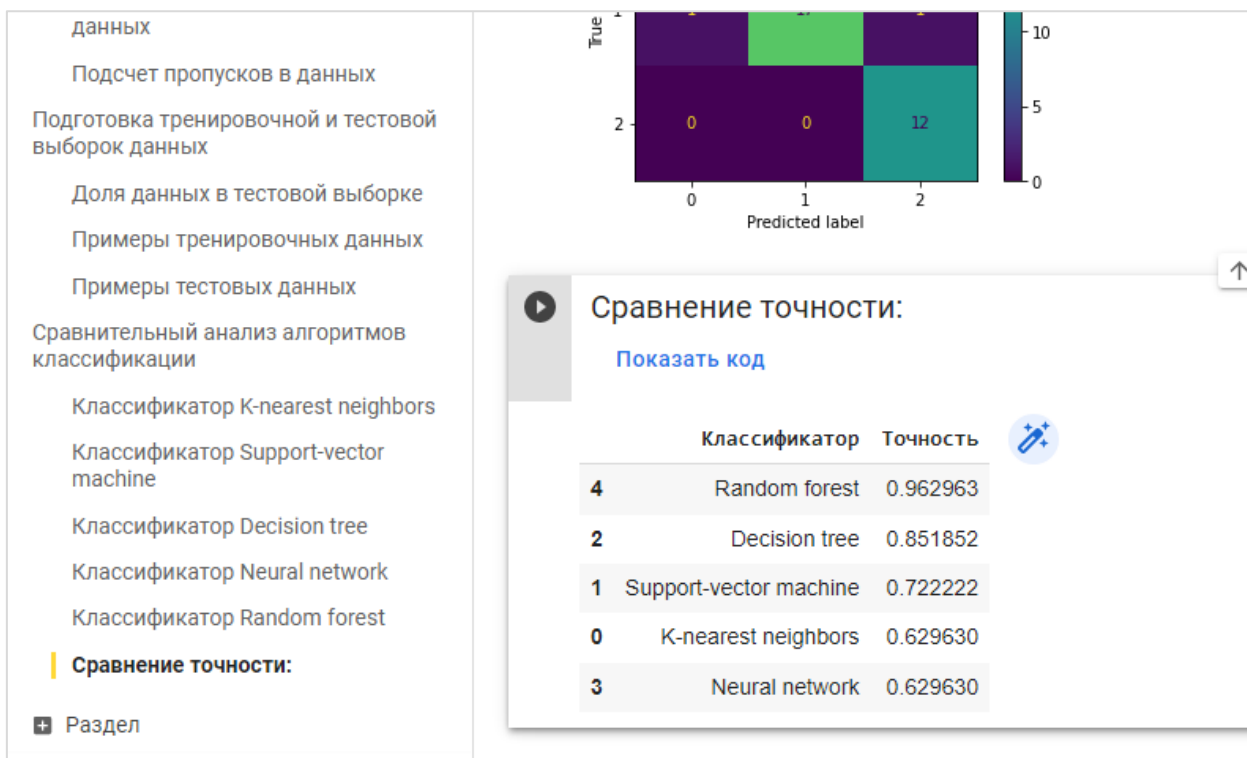 данных
Подсчет пропусков в данных
Подготовка тренировочной и тестовой
выборок данных
Доля данных в тестовой выборке
Примеры тренировочных данных
Примеры тестовых данных
Сравнительный анализ алгоритмов
классификации
Классификатор K-nearest neighbors
Классификатор Support-vector
machine
Классификатор Decision tree
Классификатор Neural network
Классификатор Random forest
Сравнение точности:
Раздел
True
10
5
2 0 0 12
0
0 1 2
Predicted label
Сравнение точности:
Показать код
Классификатор Точность
4 Random forest 0.962963
2 Decision tree 0.851852
1 Support-vector machine 0.722222
0 K-nearest neighbors 0.629630
3 Neural network 0.629630